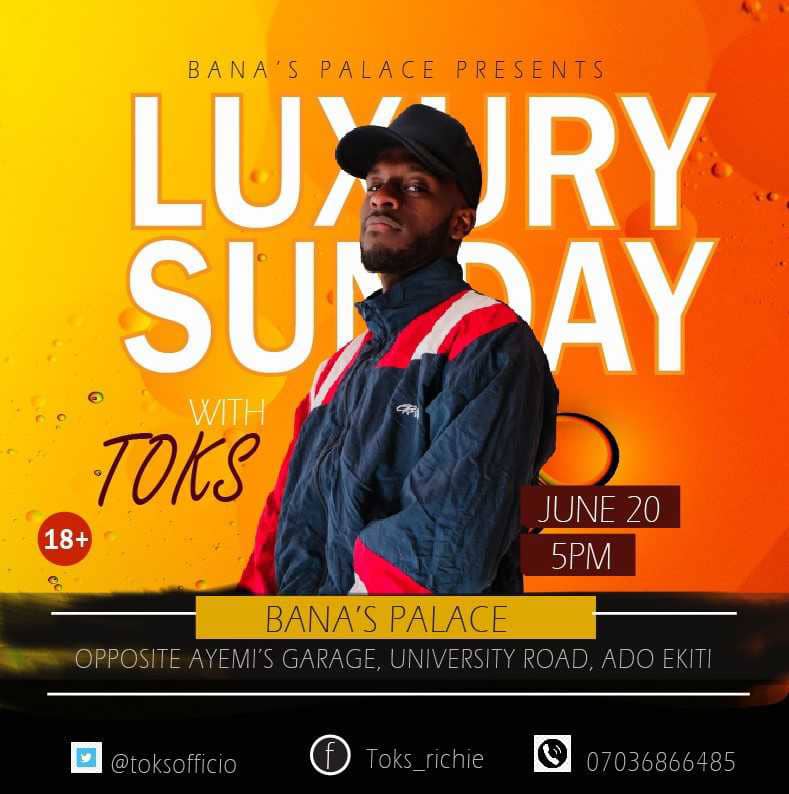 BANA'S PALACE PRESENTS
LUXURY
SUNDAY
WITH
TOKS
18+
JUNE 20
5PM
BANA'S PALACE
OPPOSITE AYEMI'S GARAGE, UNIVERSITY ROAD, ADO EKITI
@toksofficio
Toks_richie
07036866485